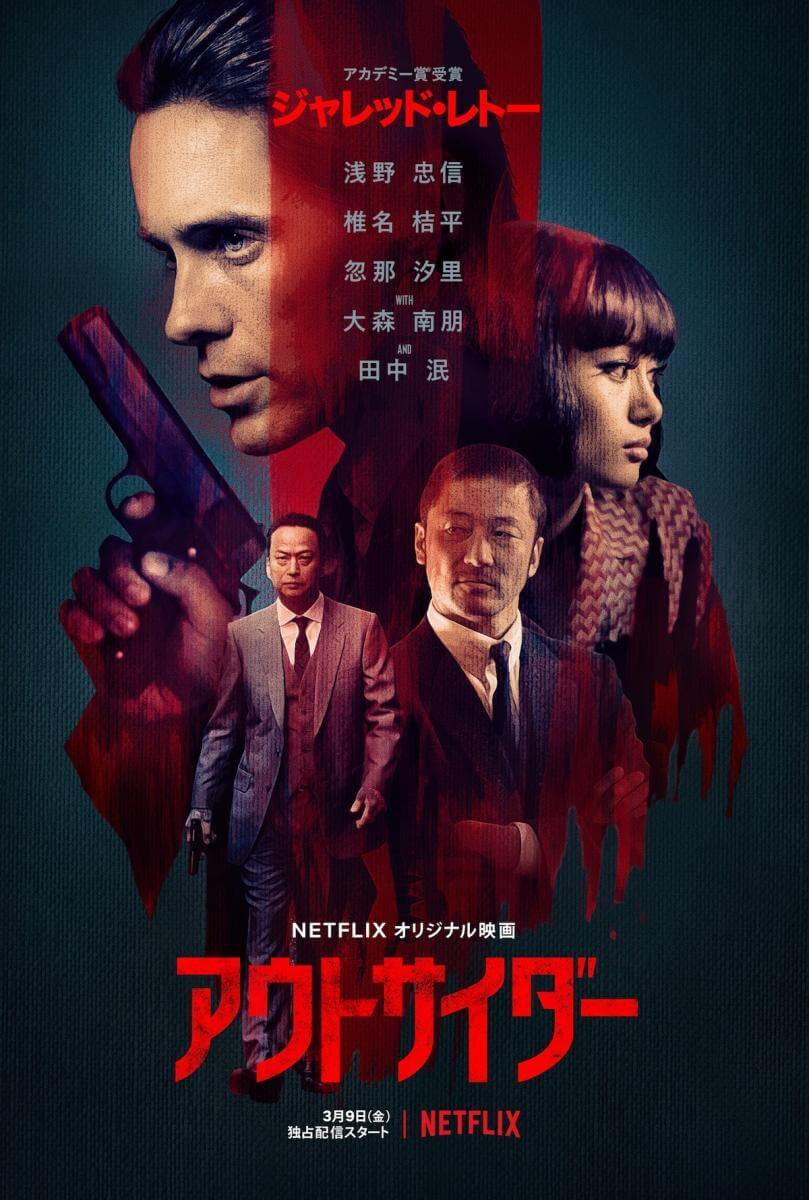 アカデミー賞®受賞
ジャレッド・レトー
浅野 忠信
椎名 桔平
忽那 汐里
WITH
大森 南朋
AND
田中 泯
NETFLIX オリジナル映画
アウトサイダー
3月9日(金)
独占配信スタート
NETFLIX